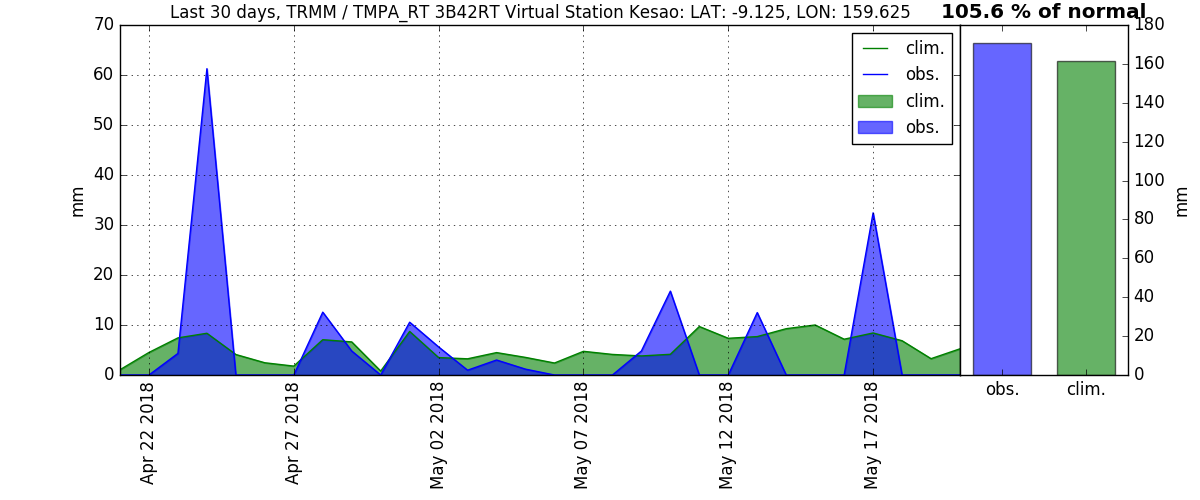 Last 30 days, TRMM / TMPA_RT 3B42RT Virtual Station Kesao: LAT: -9.125, LON: 159.625
105.6 % of normal
70
60
50
40
30
20
10
0
mm
clim.
obs.
clim.
obs.
Apr 22 2018
Apr 27 2018
May 02 2018
May 07 2018
May 12 2018
May 17 2018
180
160
140
120
100
80
60
40
20
0
mm
obs.
clim.